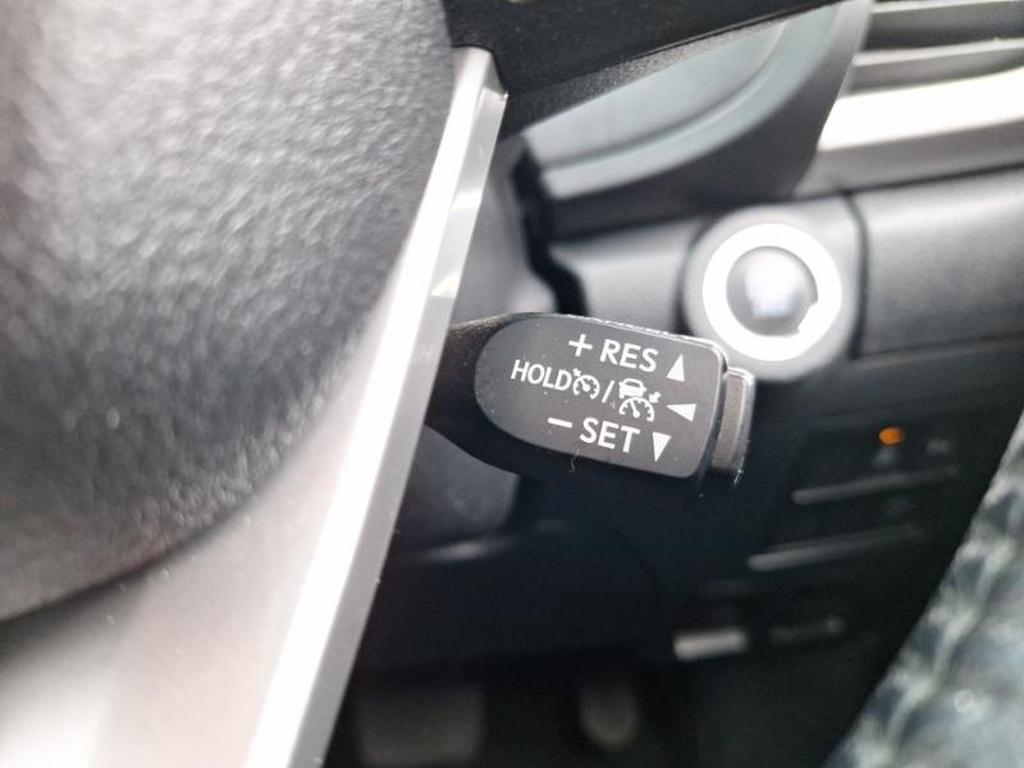 + RES
HOLD /
– SET